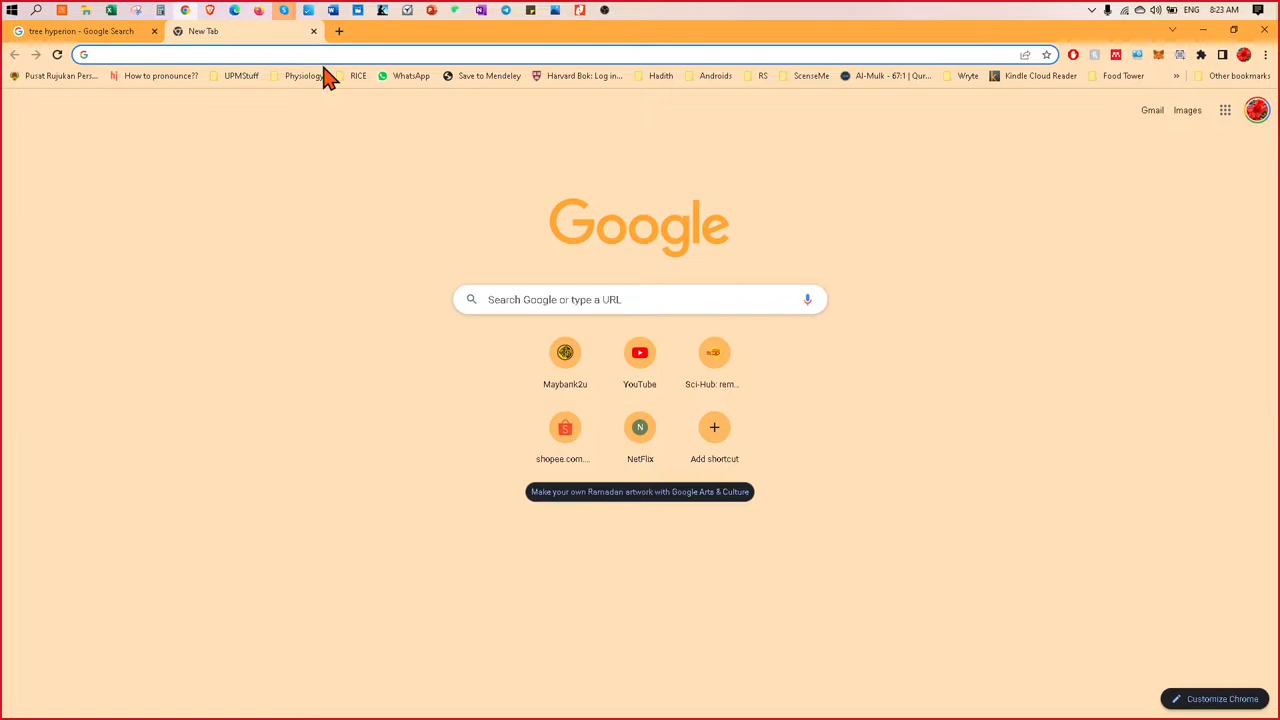 ENG 8:23 AM
tree hyperion - Google Search New Tab
Pusat Rujukan Pers... How to pronounce?? UPMStuff Physiology RICE WhatsApp Save to Mendeley Harvard Bok: Log in... Hadith Androids RS ScenseMe Al-Mulk - 67:1 | Qur... Wryte Kindle Cloud Reader Food Tower » Other bookmarks
Gmail Images
Google
Search Google or type a URL
Maybank2u YouTube Sci-Hub: rem...
shopee.com.... NetFlix Add shortcut
Make your own Ramadan artwork with Google Arts & Culture
Customize Chrome